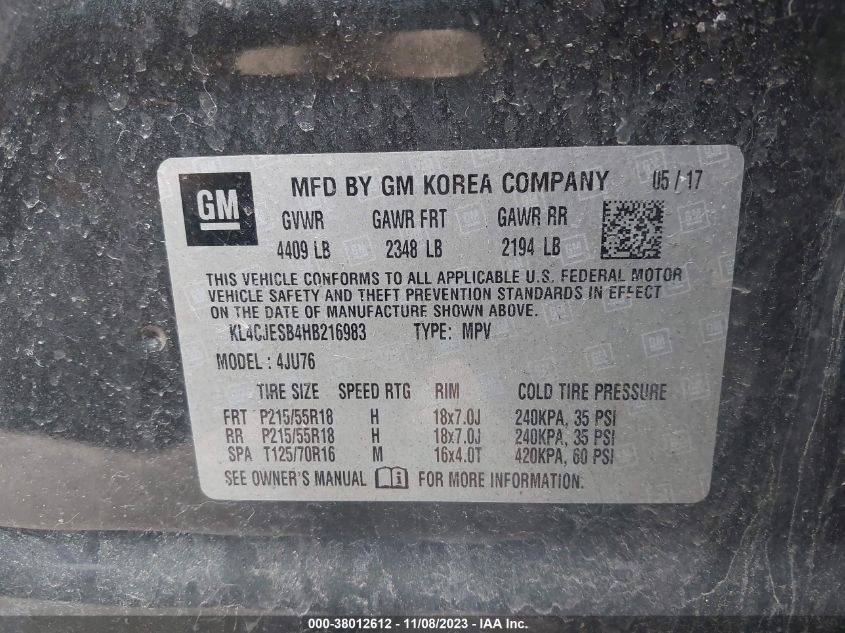 GM MFD BY GM KOREA COMPANY 05/17
GVWR GAWR FRT GAWR RR
4409 LB 2348 LB 2194 LB
THIS VEHICLE CONFORMS TO ALL APPLICABLE U.S. FEDERAL MOTOR
VEHICLE SAFETY AND THEFT PREVENTION STANDARDS IN EFFECT
ON THE DATE OF MANUFACTURE SHOWN ABOVE.
KL4CJESB4HB216983 TYPE: MPV
MODEL : 4JU76
TIRE SIZE SPEED RTG RIM COLD TIRE PRESSURE
FRT P215/55R18 H 18x7.0J 240KPA, 35 PSI
RR P215/55R18 H 18x7.0J 240KPA, 35 PSI
SPA T125/70R16 M 16x4.0T 420KPA, 60 PSI
SEE OWNER'S MANUAL FOR MORE INFORMATION.
000-38012612 - 11/08/2023 - IAAI.COM